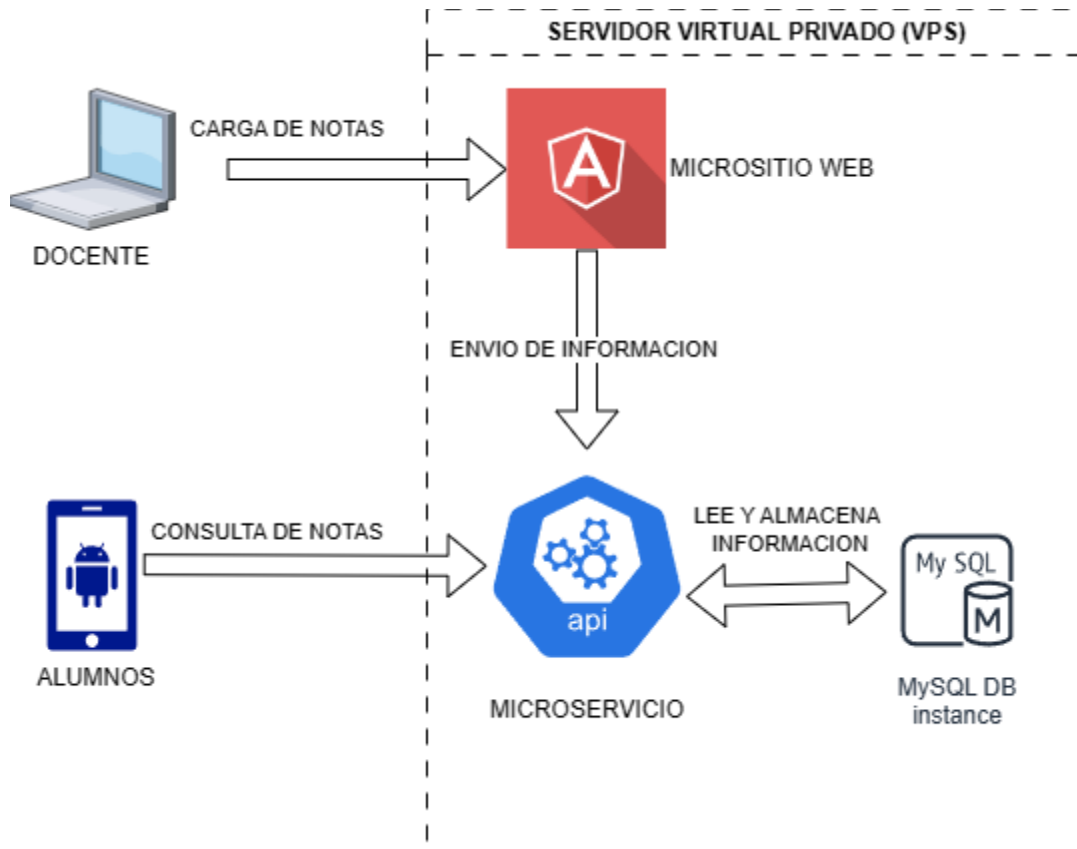 SERVIDOR VIRTUAL PRIVADO (VPS)
CARGA DE NOTAS
A
MICROSITIO WEB
DOCENTE
ENVIO DE INFORMACION
CONSULTA DE NOTAS
LEE Y ALMACENA
INFORMACION
My SQL
M
api
ALUMNOS
MICROSERVICIO
MySQL DB
instance